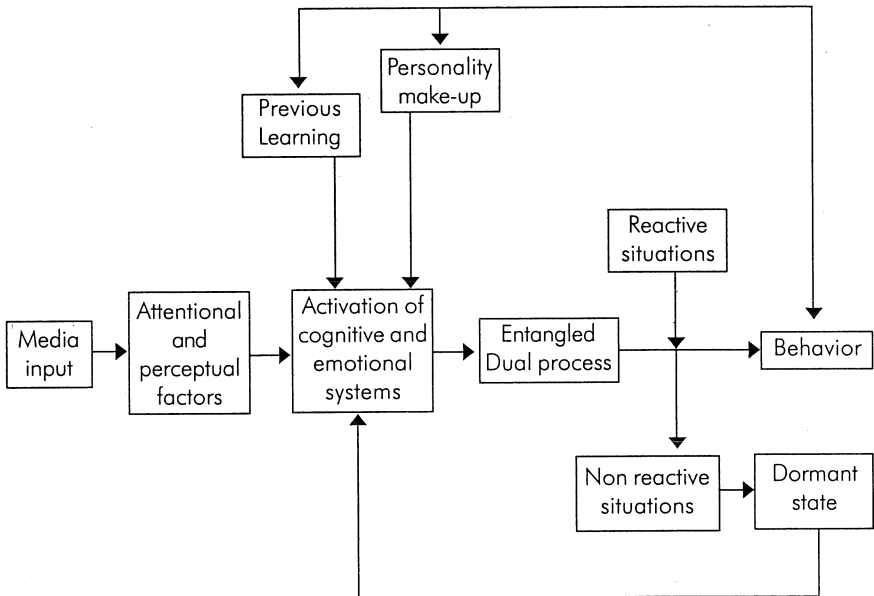 Personality
make-up
Previous
Learning
Reactive
situations
Media
input
Attentional
and
perceptual
factors
Activation of
cognitive and
emotional
systems
Entangled
Dual process
Behavior
Non reactive
situations
Dormant
state